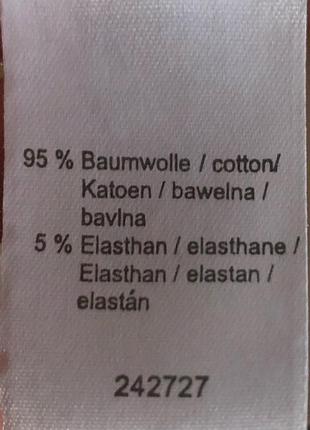 95 % Baumwolle / cotton/
Katoen / bawelna /
bavlna
5 % Elasthan / elasthane /
Elasthan / elastan /
elastán
242727